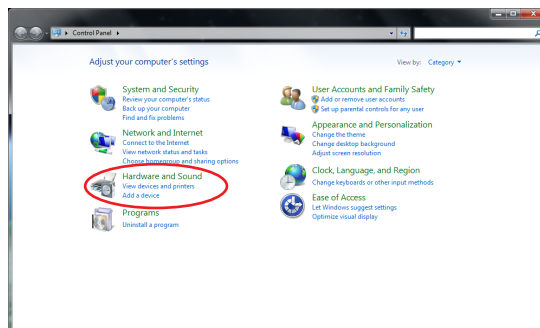 Control Panel
Adjust your computer's settings
View by: Category
System and Security
Review your computer's status
Back up your computer
Find and fix problems
Network and Internet
Connect to the Internet
View network status and tasks
Choose homegroup and sharing options
Hardware and Sound
View devices and printers
Add a device
Programs
Uninstall a program
User Accounts and Family Safety
Add or remove user accounts
Set up parental controls for any user
Appearance and Personalization
Change the theme
Change desktop background
Adjust screen resolution
Clock, Language, and Region
Change keyboards or other input methods
Ease of Access
Let Windows suggest settings
Optimize visual display